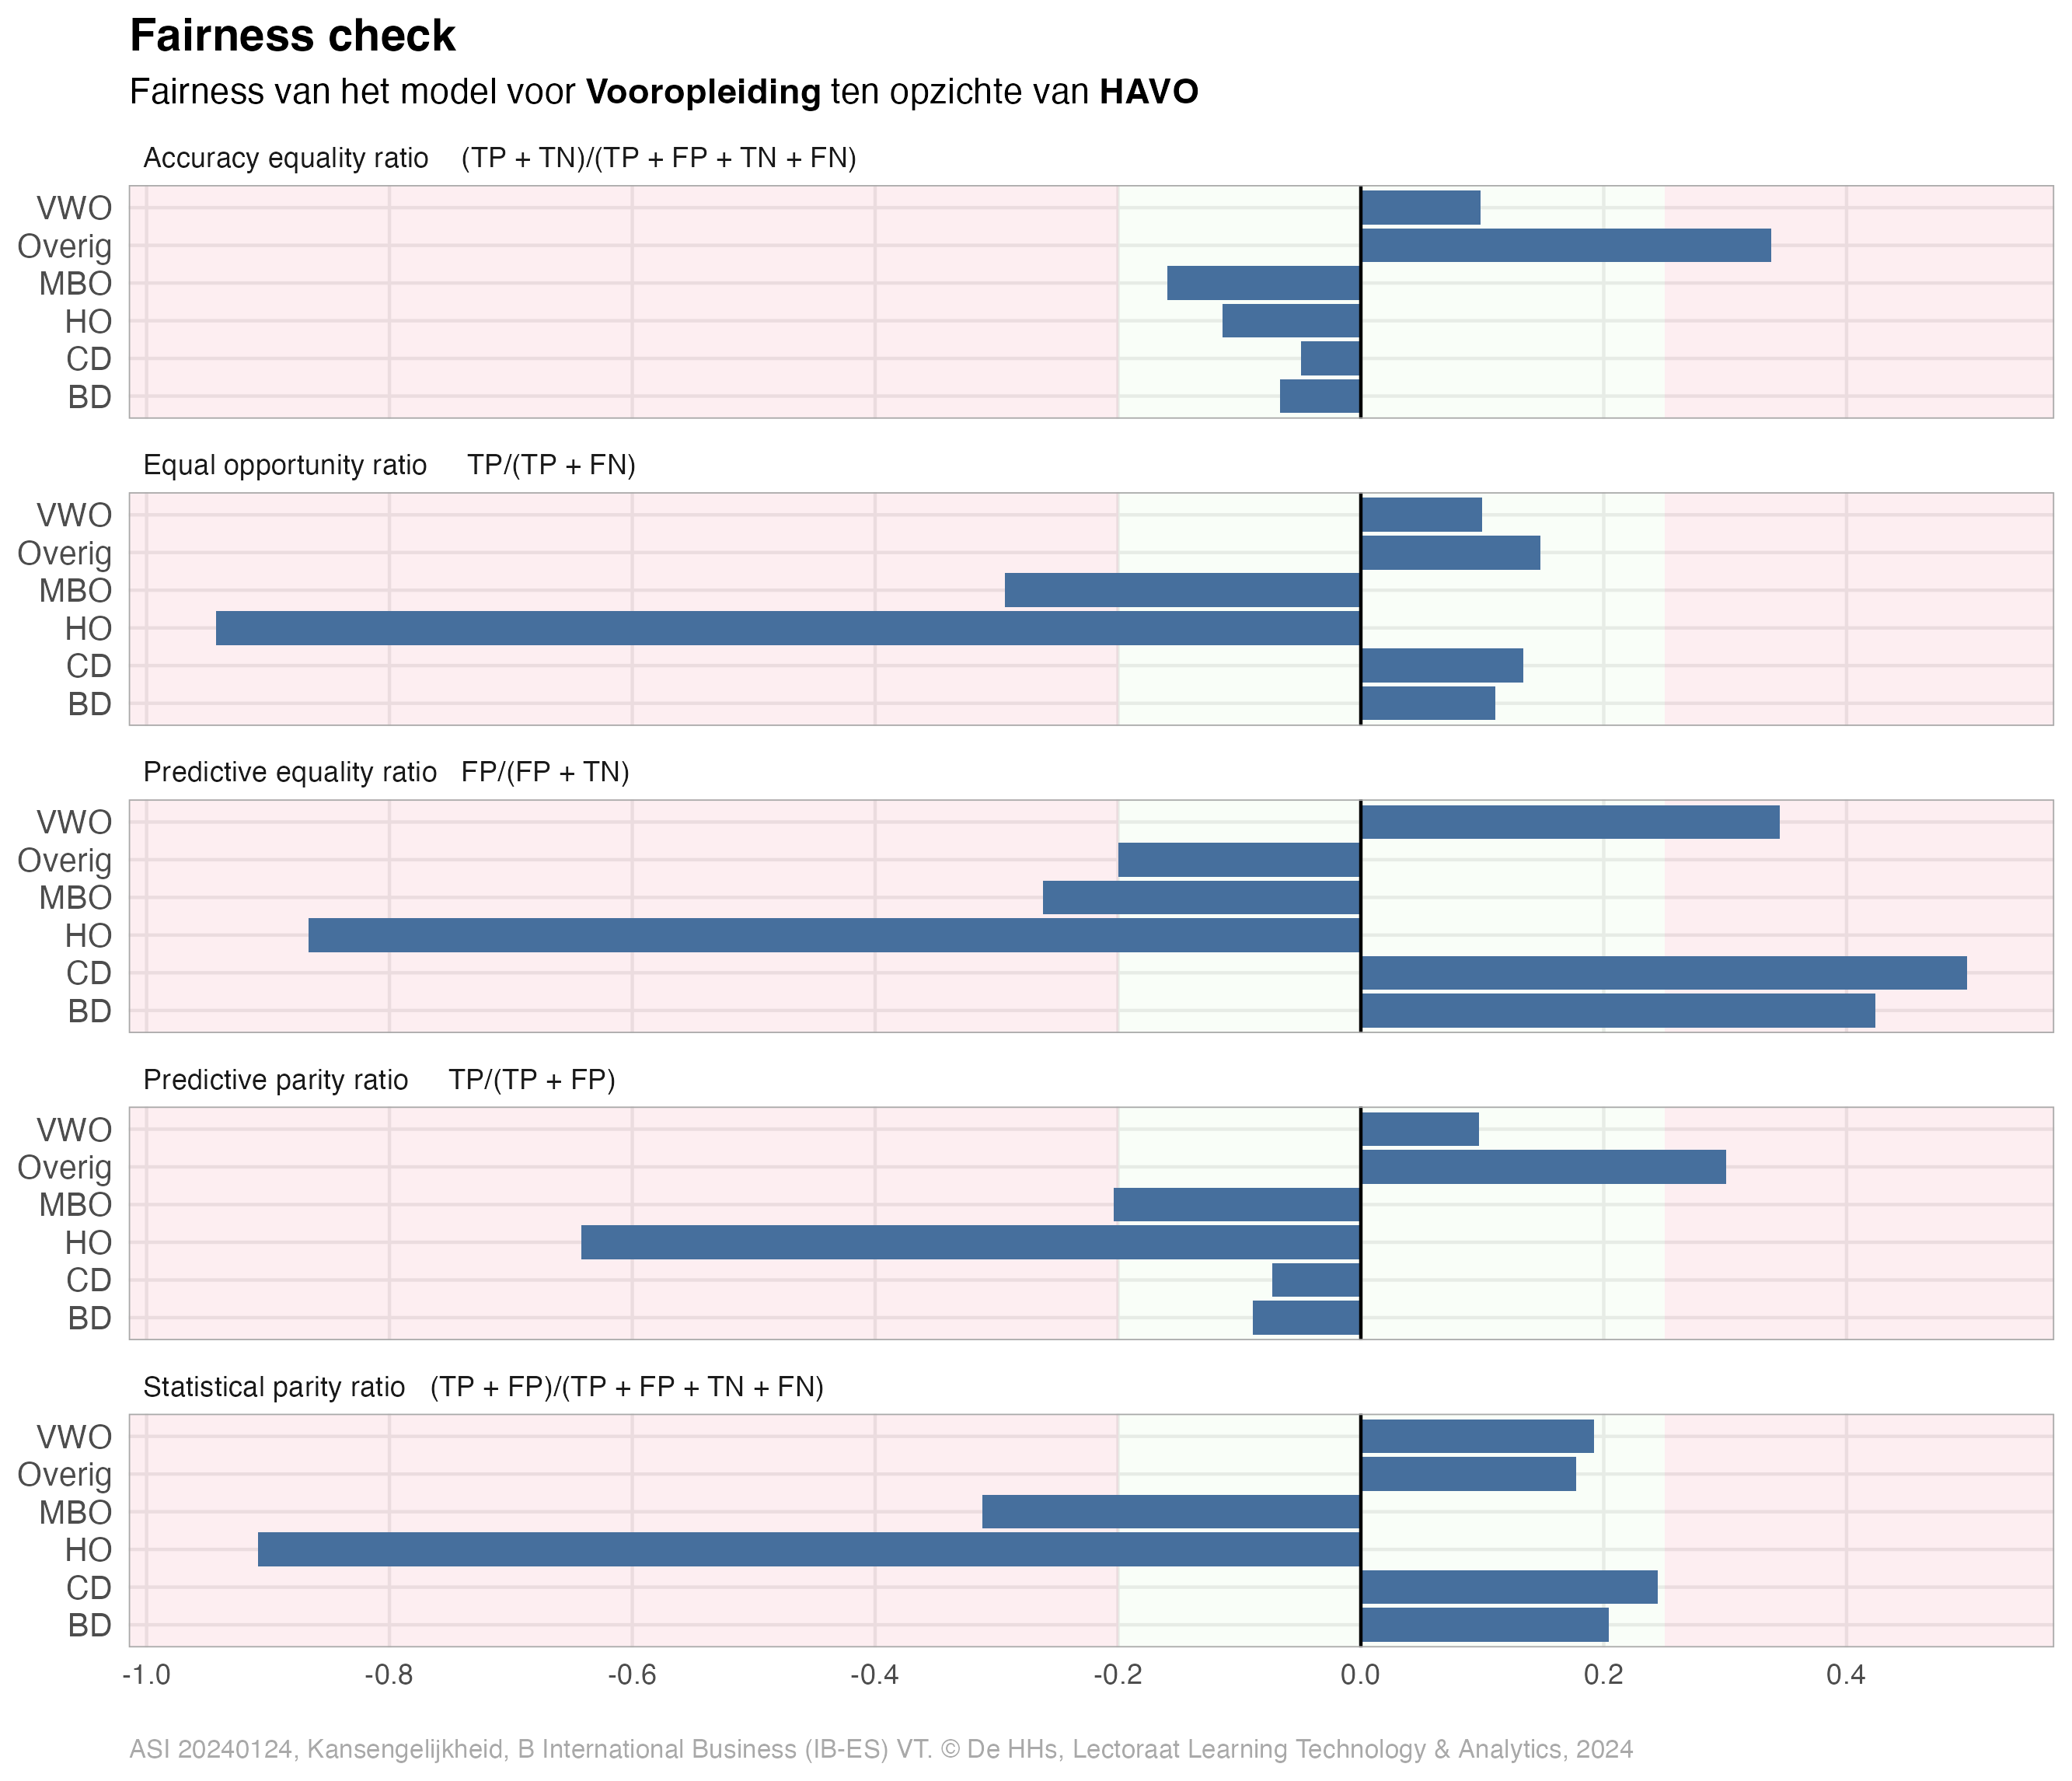 Fairness check
Fairness van het model voor Vooropleiding ten opzichte van HAVO
Accuracy equality ratio (TP + TN)/(TP + FP + TN + FN)
VWO
Overig
MBO
HO
CD
BD
Equal opportunity ratio TP/(TP + FN)
VWO
Overig
MBO
HO
CD
BD
Predictive equality ratio FP/(FP + TN)
VWO
Overig
MBO
HO
CD
BD
Predictive parity ratio TP/(TP + FP)
VWO
Overig
MBO
HO
CD
BD
Statistical parity ratio (TP + FP)/(TP + FP + TN + FN)
VWO
Overig
MBO
HO
CD
BD
-1.0 -0.8 -0.6 -0.4 -0.2 0.0 0.2 0.4
ASI 20240124, Kansengelijkheid, B International Business (IB-ES) VT. © De HHs, Lectoraat Learning Technology & Analytics, 2024